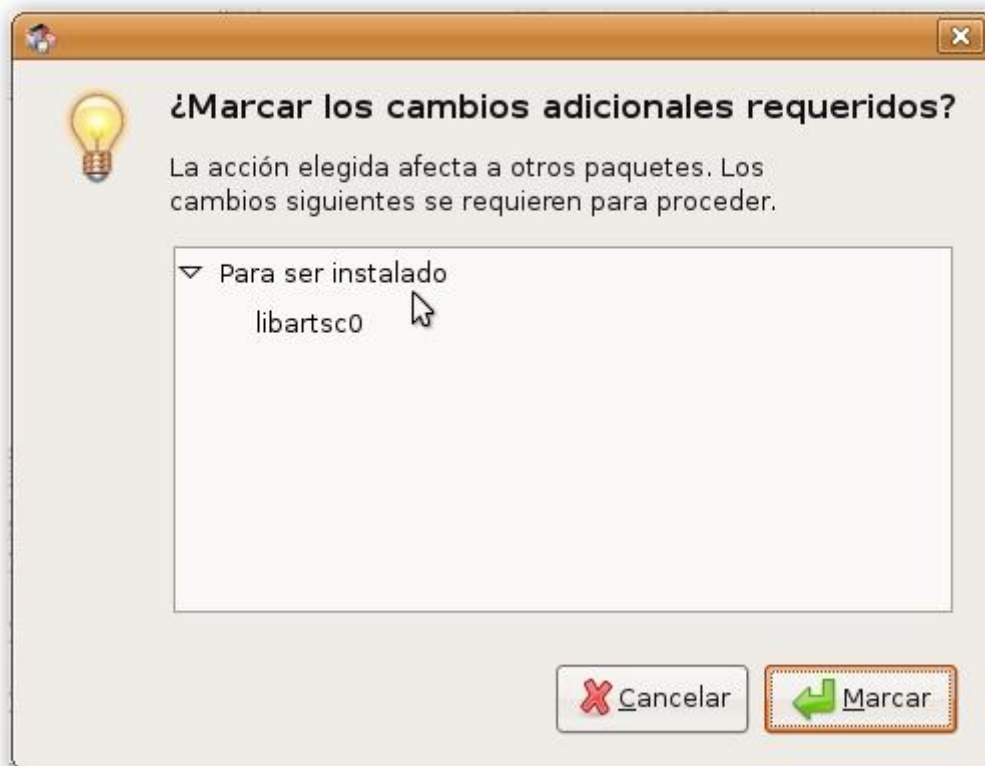 ¿Marcar los cambios adicionales requeridos?
La acción elegida afecta a otros paquetes. Los
cambios siguientes se requieren para proceder.
Para ser instalado
libartsc0
Cancelar
Marcar